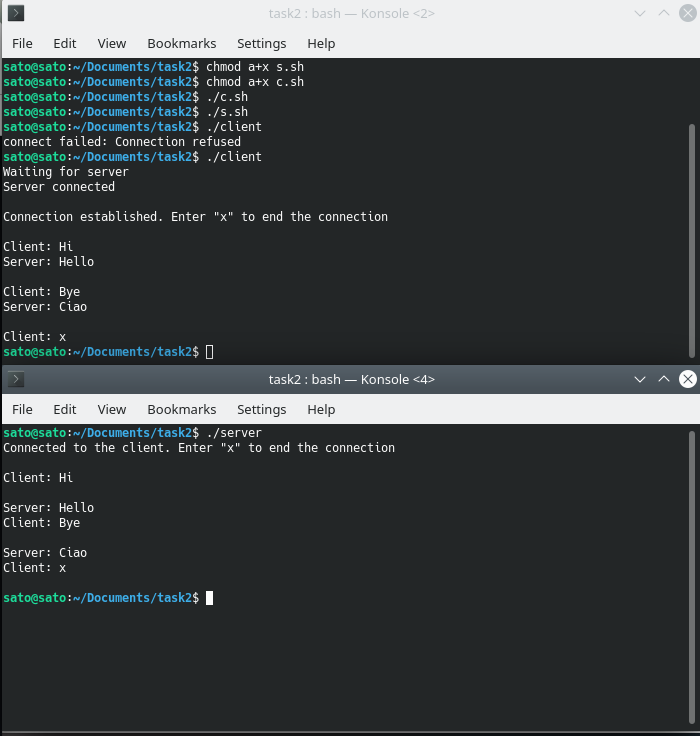 task2 : bash — Konsole <2>
File Edit View Bookmarks Settings Help
sato@sato:~/Documents/task2$ chmod a+x s.sh
sato@sato:~/Documents/task2$ chmod a+x c.sh
sato@sato:~/Documents/task2$ ./c.sh
sato@sato:~/Documents/task2$ ./s.sh
sato@sato:~/Documents/task2$ ./client
connect failed: Connection refused
sato@sato:~/Documents/task2$ ./client
Waiting for server
Server connected
Connection established. Enter "x" to end the connection
Client: Hi
Server: Hello
Client: Bye
Server: Ciao
Client: x
sato@sato:~/Documents/task2$
task2 : bash — Konsole <4>
File Edit View Bookmarks Settings Help
sato@sato:~/Documents/task2$ ./server
Connected to the client. Enter "x" to end the connection
Client: Hi
Server: Hello
Client: Bye
Server: Ciao
Client: x
sato@sato:~/Documents/task2$